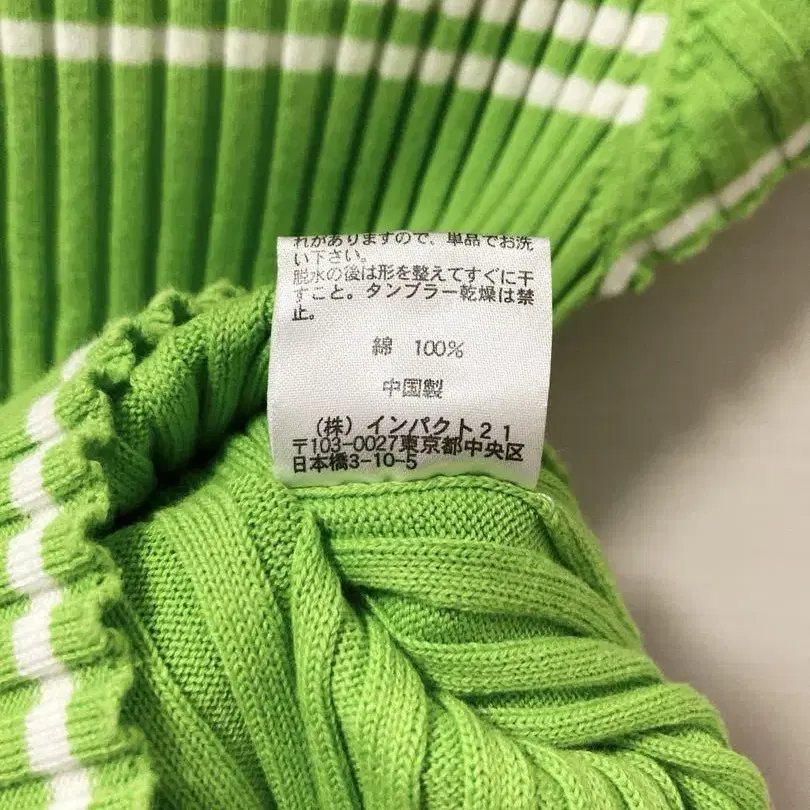 れがありますので、単品でお洗
い下さい。
脱水の後は形を整えてすぐに干
すこと。タンブラー乾燥は禁
止。
綿 100%
中国製
(株)インパクト21
〒103-0027東京都中央区
日本橋3-10-5